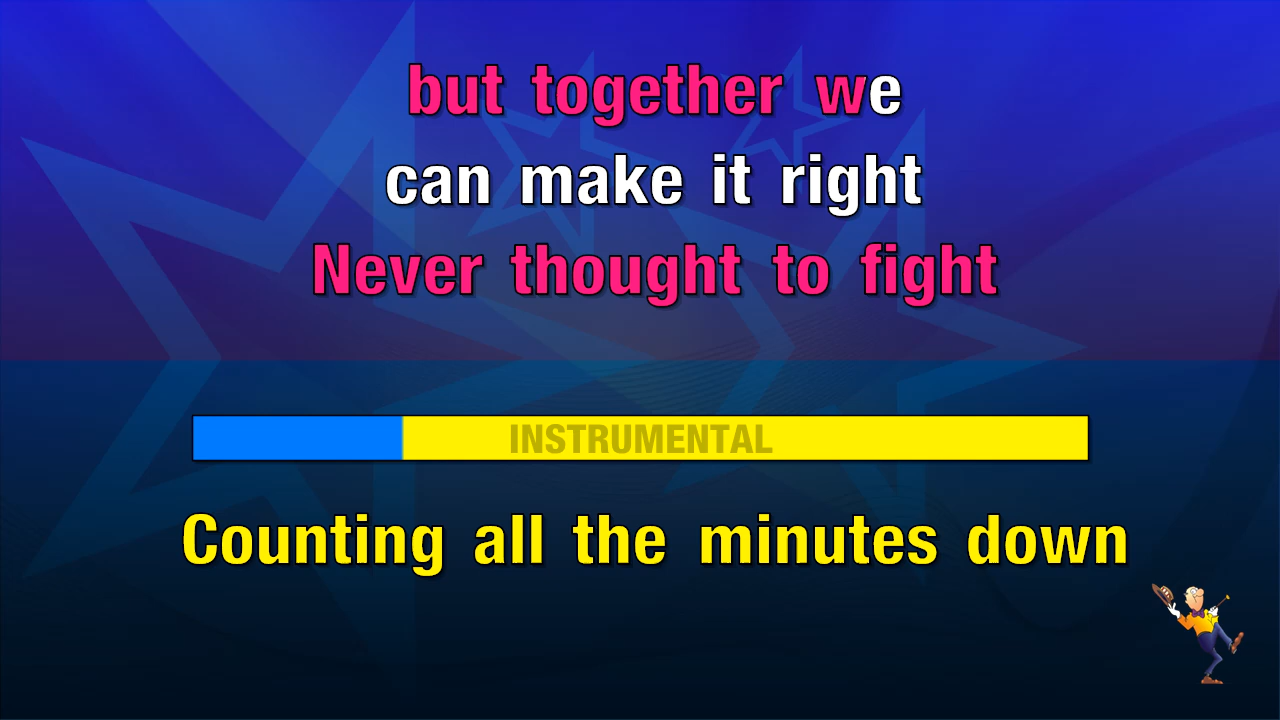 but together we
can make it right
Never thought to fight
INSTRUMENTAL
Counting all the minutes down